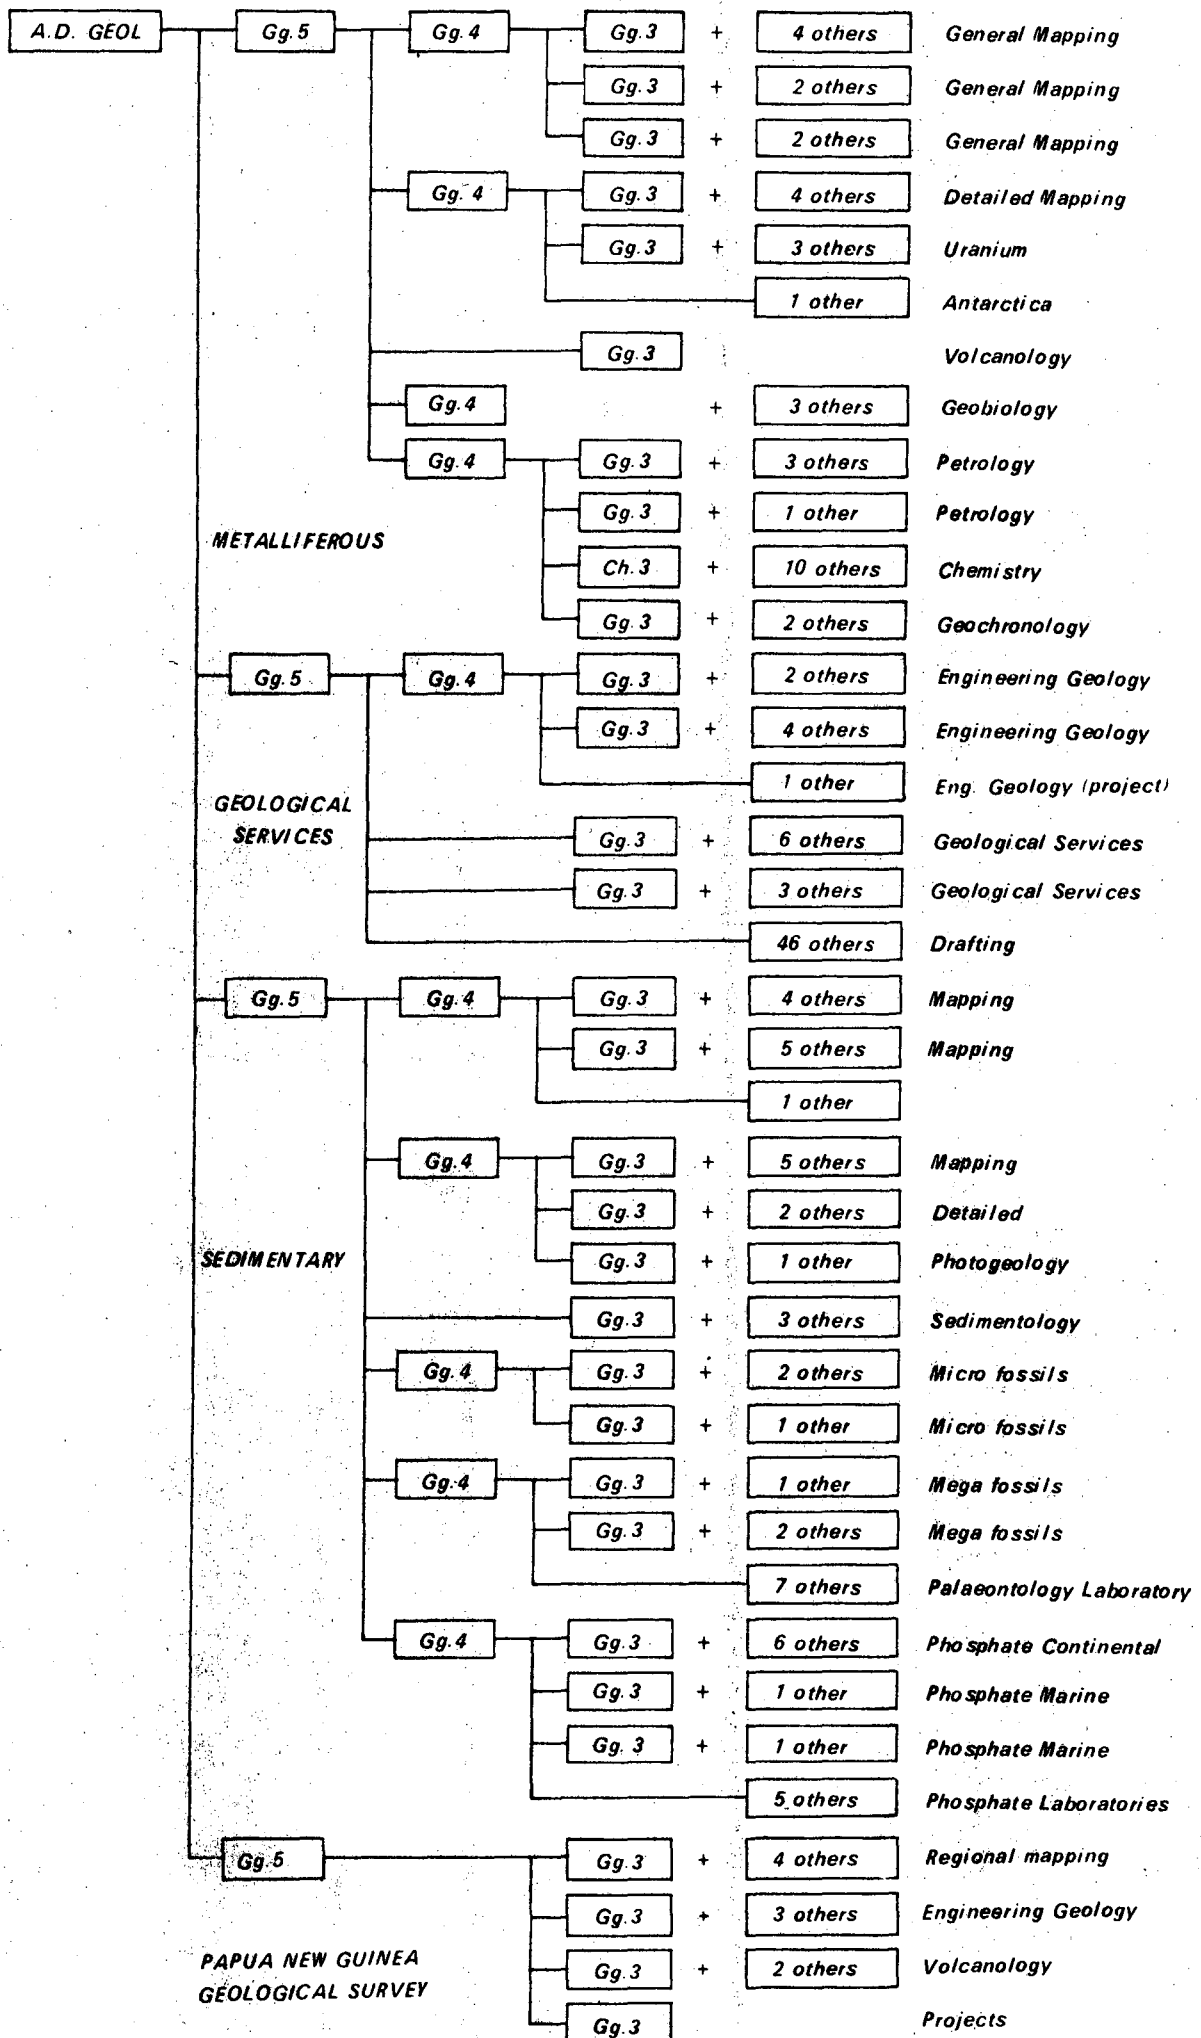 A.D. GEOL Gg.5 Gg.4 Gg.3 + 4 others General Mapping
Gg.3 + 2 others General Mapping
Gg.3 + 2 others General Mapping
Gg.4 Gg.3 + 4 others Detailed Mapping
Gg.3 + 3 others Uranium
1 other Antarctica
Gg.3 Volcanology
Gg.4 + 3 others Geobiology
Gg.4 Gg.3 + 3 others Petrology
Gg.3 + 1 other Petrology
METALLIFEROUS
Ch.3 + 10 others Chemistry
Gg.3 + 2 others Geochronology
Gg.5 Gg.4 Gg.3 + 2 others Engineering Geology
Gg.3 + 4 others Engineering Geology
1 other Eng. Geology (project)
GEOLOGICAL
SERVICES
Gg.3 + 6 others Geological Services
Gg.3 + 3 others Geological Services
46 others Drafting
Gg.5 Gg.4 Gg.3 + 4 others Mapping
Gg.3 + 5 others Mapping
1 other
Gg.4 Gg.3 + 5 others Mapping
Gg.3 + 2 others Detailed
SEDIMENTARY Gg.3 + 1 other Photogeology
Gg.3 + 3 others Sedimentology
Gg.4 Gg.3 + 2 others Micro fossils
Gg.3 + 1 other Micro fossils
Gg.4 Gg.3 + 1 other Mega fossils
Gg.3 + 2 others Mega fossils
7 others Palaeontology Laboratory
Gg.4 Gg.3 + 6 others Phosphate Continental
Gg.3 + 1 other Phosphate Marine
Gg.3 + 1 other Phosphate Marine
5 others Phosphate Laboratories
Gg.5 Gg.3 + 4 others Regional mapping
Gg.3 + 3 others Engineering Geology
PAPUA NEW GUINEA
GEOLOGICAL SURVEY
Gg.3 + 2 others Volcanology
Gg.3 Projects